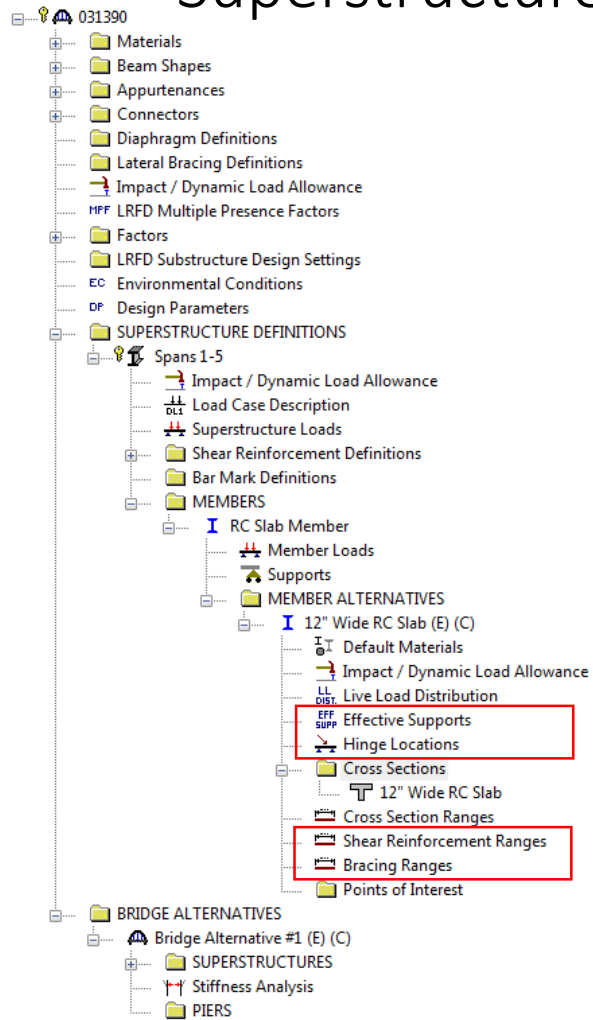 Superstructure
031390
Materials
Beam Shapes
Appurtenances
Connectors
Diaphragm Definitions
Lateral Bracing Definitions
Impact / Dynamic Load Allowance
MPF LRFD Multiple Presence Factors
Factors
LRFD Substructure Design Settings
EC Environmental Conditions
DP Design Parameters
SUPERSTRUCTURE DEFINITIONS
Spans 1-5
Impact / Dynamic Load Allowance
DL1 Load Case Description
Superstructure Loads
Shear Reinforcement Definitions
Bar Mark Definitions
MEMBERS
RC Slab Member
Member Loads
Supports
MEMBER ALTERNATIVES
12" Wide RC Slab (E) (C)
Default Materials
Impact / Dynamic Load Allowance
LL DIST. Live Load Distribution
EFF SUPP Effective Supports
Hinge Locations
Cross Sections
12" Wide RC Slab
Cross Section Ranges
Shear Reinforcement Ranges
Bracing Ranges
Points of Interest
BRIDGE ALTERNATIVES
Bridge Alternative #1 (E) (C)
SUPERSTRUCTURES
Stiffness Analysis
PIERS